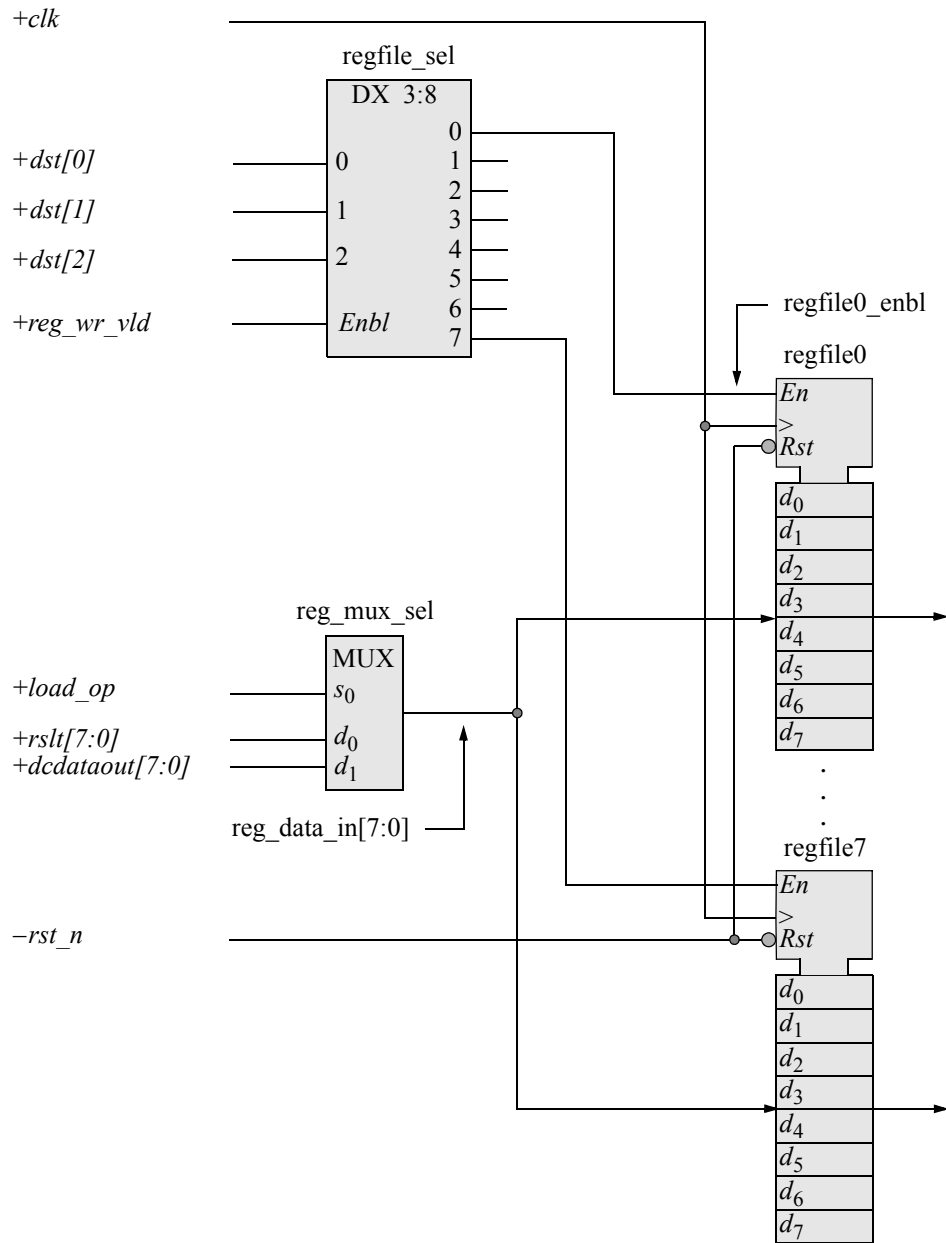 +clk
regfile_sel
DX 3:8
0
1
2
3
4
5
6
7
+dst[0]
0
+dst[1]
1
+dst[2]
2
+reg_wr_vld
Enbl
regfile0_enbl
regfile0
En
>
Rst
d0
d1
d2
d3
d4
d5
d6
d7
reg_mux_sel
MUX
+load_op
s0
+rslt[7:0]
d0
+dcdataout[7:0]
d1
reg_data_in[7:0]
.
.
.
regfile7
En
>
–rst_n
Rst
d0
d1
d2
d3
d4
d5
d6
d7